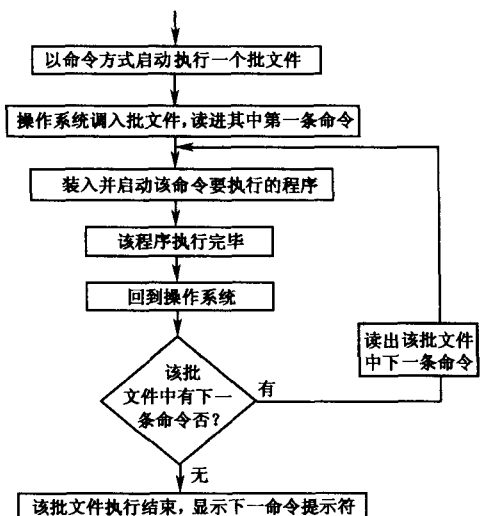 以命令方式启动执行一个批文件
操作系统调入批文件,读进其中第一条命令
装入并启动该命令要执行的程序
该程序执行完毕
回到操作系统
读出该批文件
中下一条命令
该批
文件中有下一
条命令否?
有
无
该批文件执行结束,显示下一命令提示符